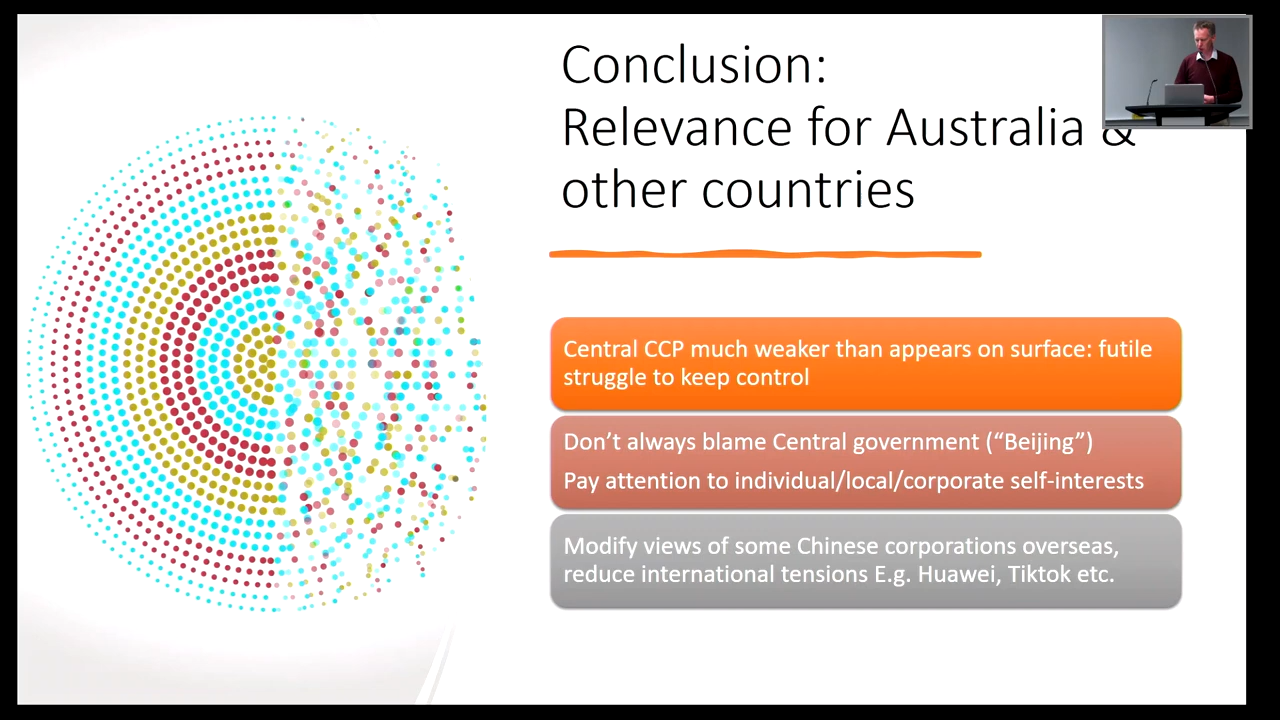 Conclusion:
Relevance for Australia &
other countries
Central CCP much weaker than appears on surface: futile
struggle to keep control
Don’t always blame Central government (“Beijing”)
Pay attention to individual/local/corporate self-interests
Modify views of some Chinese corporations overseas,
reduce international tensions E.g. Huawei, Tiktok etc.